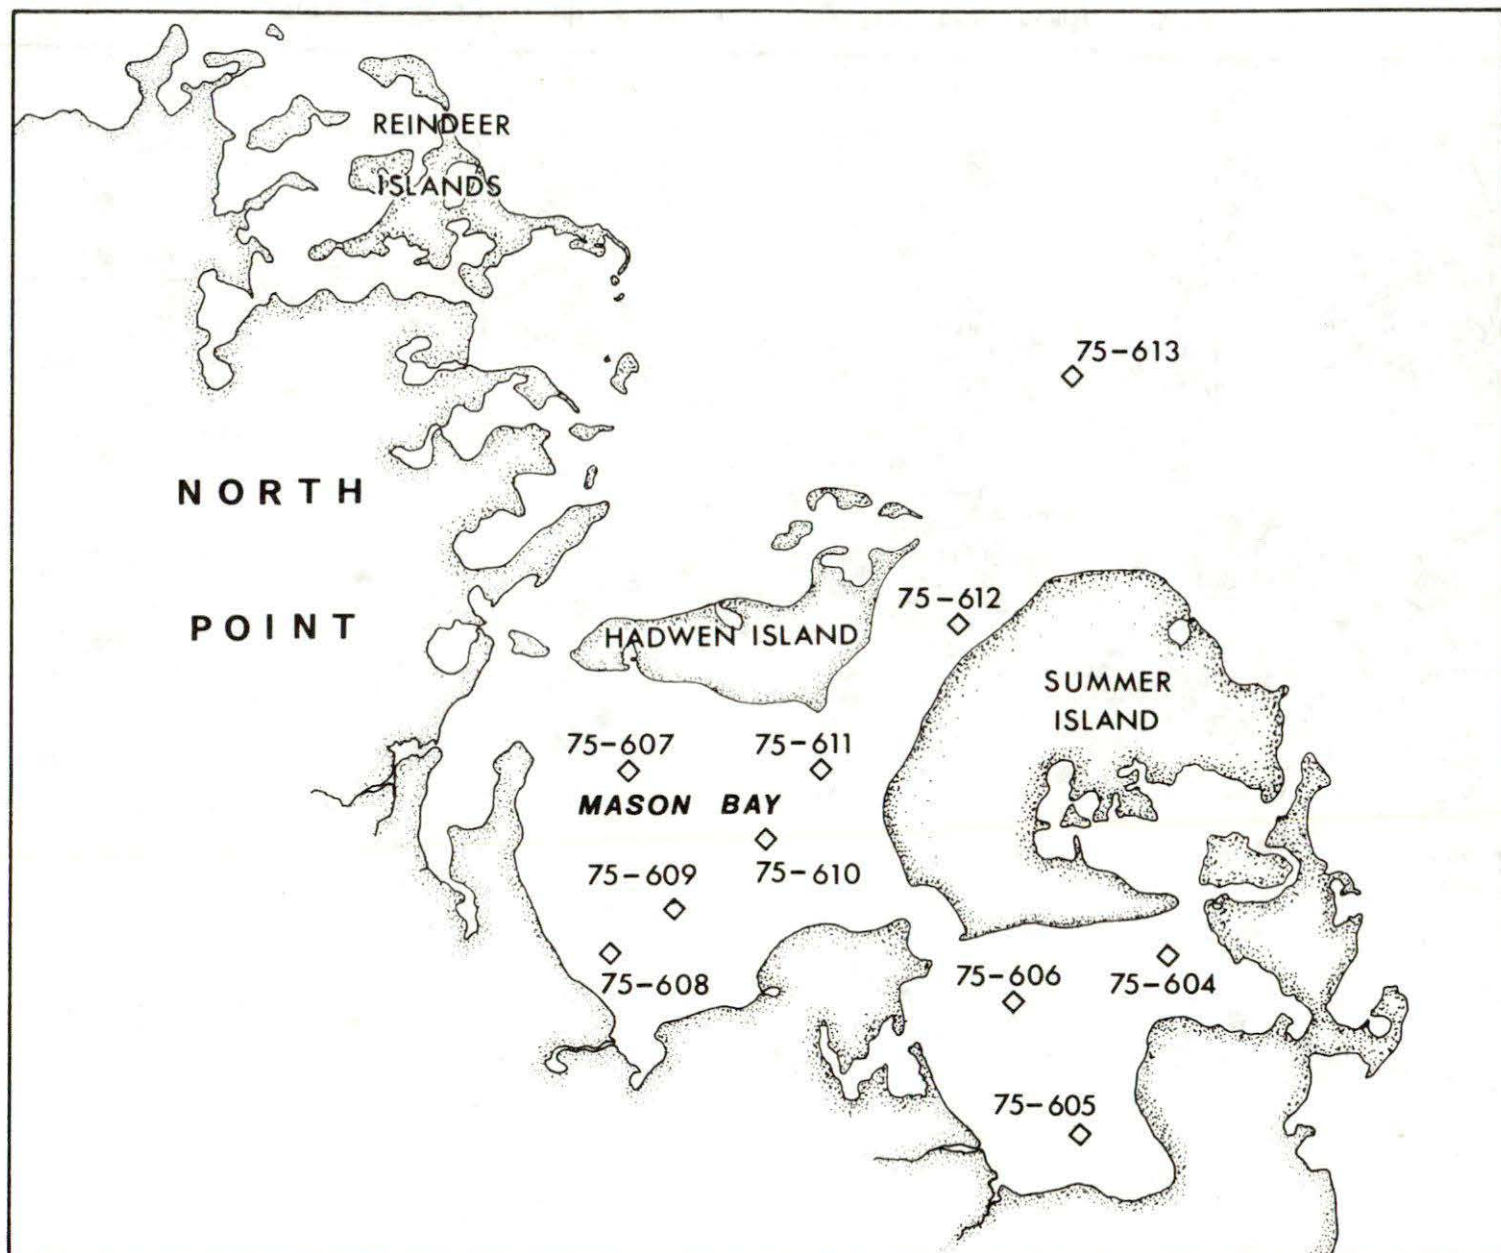 REINDEER
ISLANDS
75-613
NORTH
POINT
75-612
HADWEN ISLAND
SUMMER
ISLAND
75-607
75-611
MASON BAY
75-609
75-610
75-608
75-606
75-604
75-605